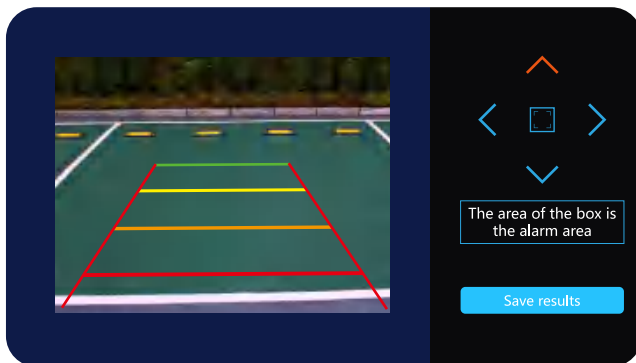 The area of the box is
the alarm area
Save results